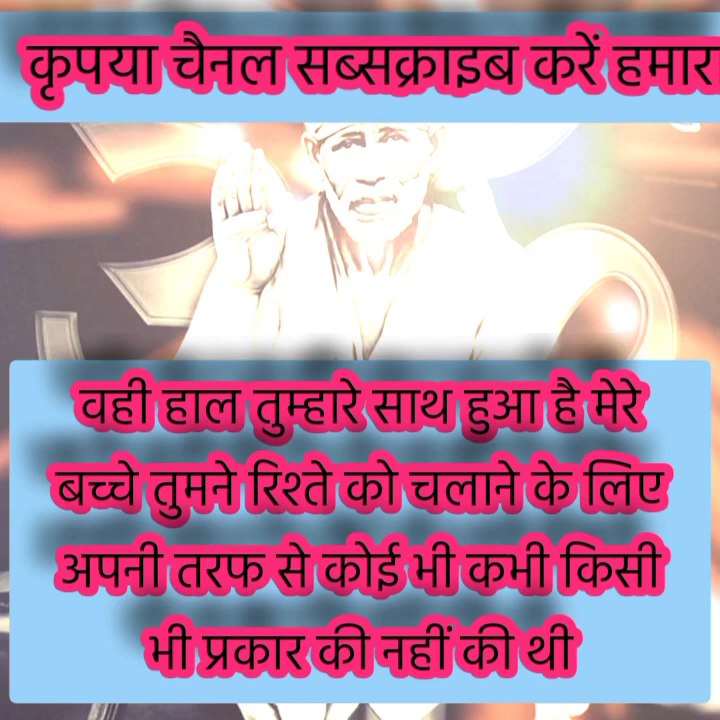 कृपया चैनल सब्सक्राइब करें हमार
वही हाल तुम्हारे साथ हुआ है मेरे
बच्चे तुमने रिश्ते को चलाने के लिए
अपनी तरफ से कोई भी कभी किसी
भी प्रकार की नहीं की थी